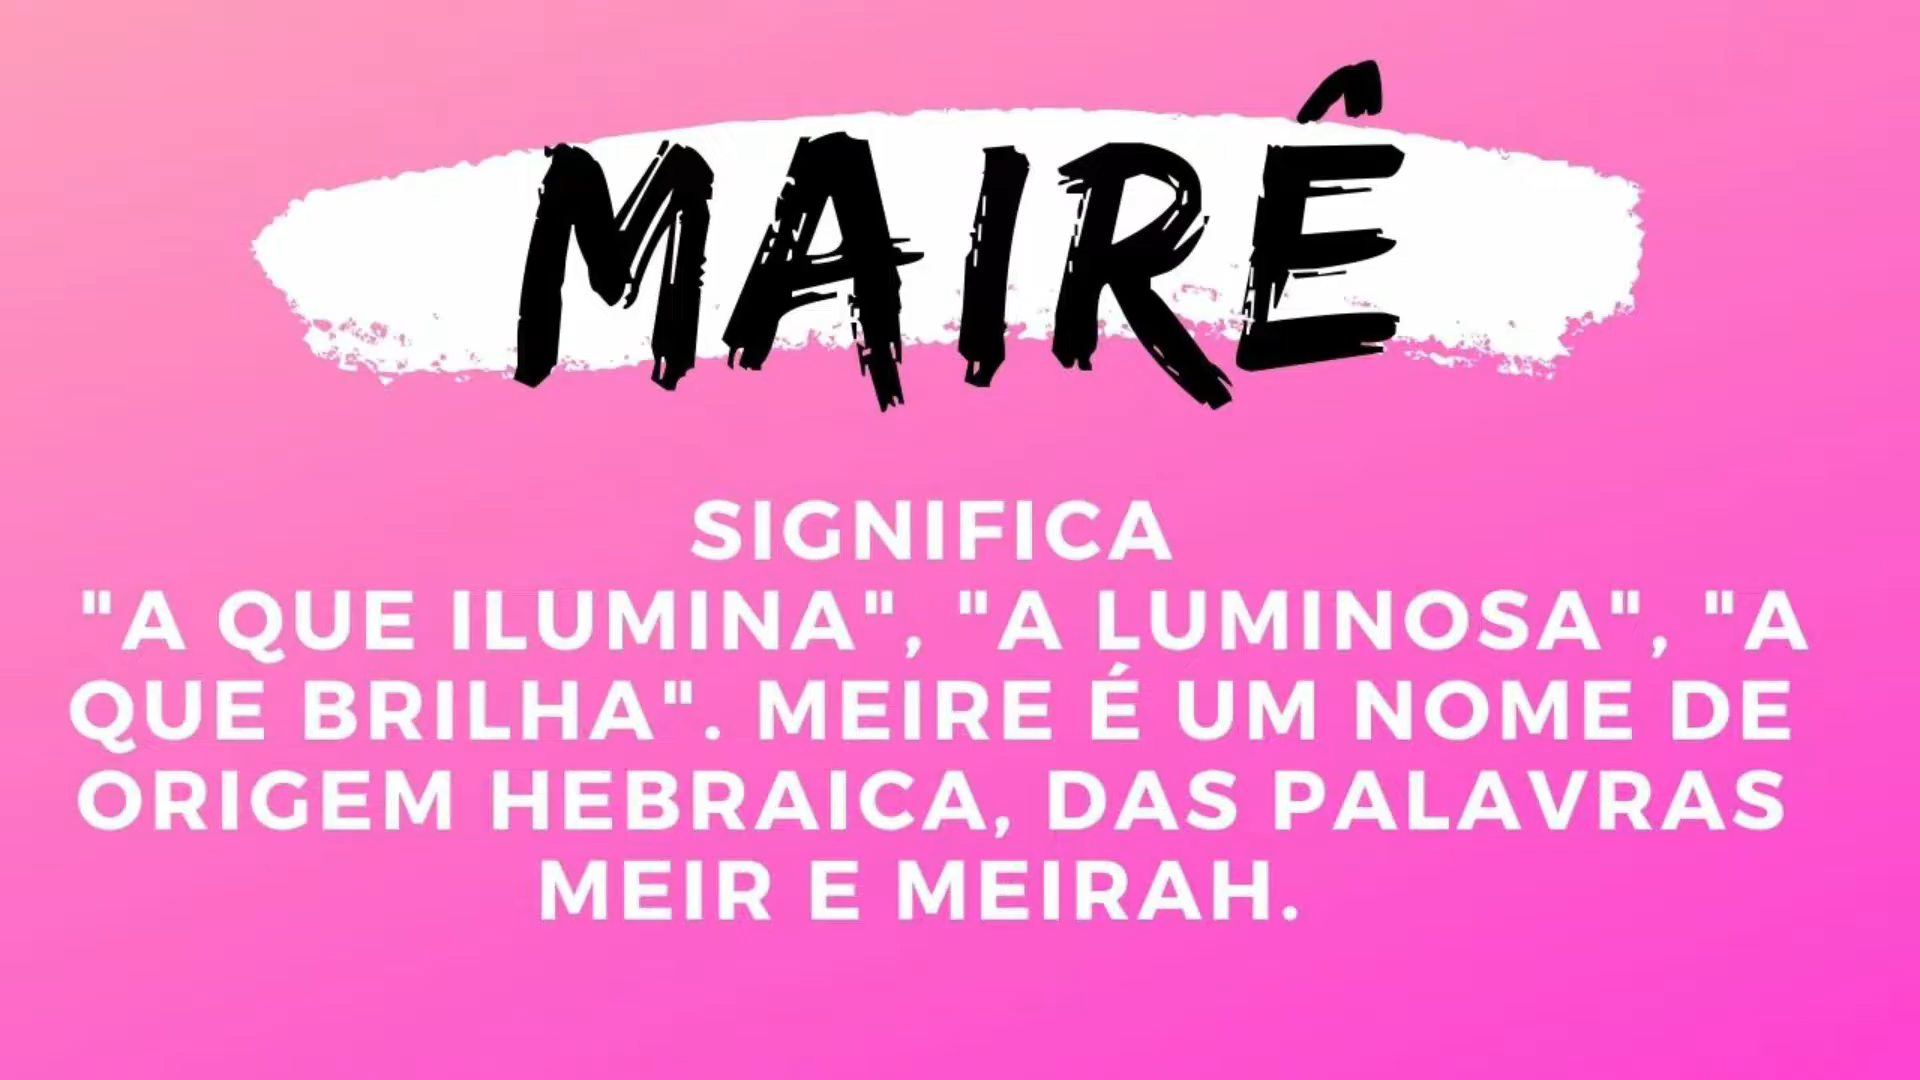 MAIRÊ
SIGNIFICA
"A QUE ILUMINA", "A LUMINOSA", "A
QUE BRILHA". MEIRE É UM NOME DE
ORIGEM HEBRAICA, DAS PALAVRAS
MEIR E MEIRAH.